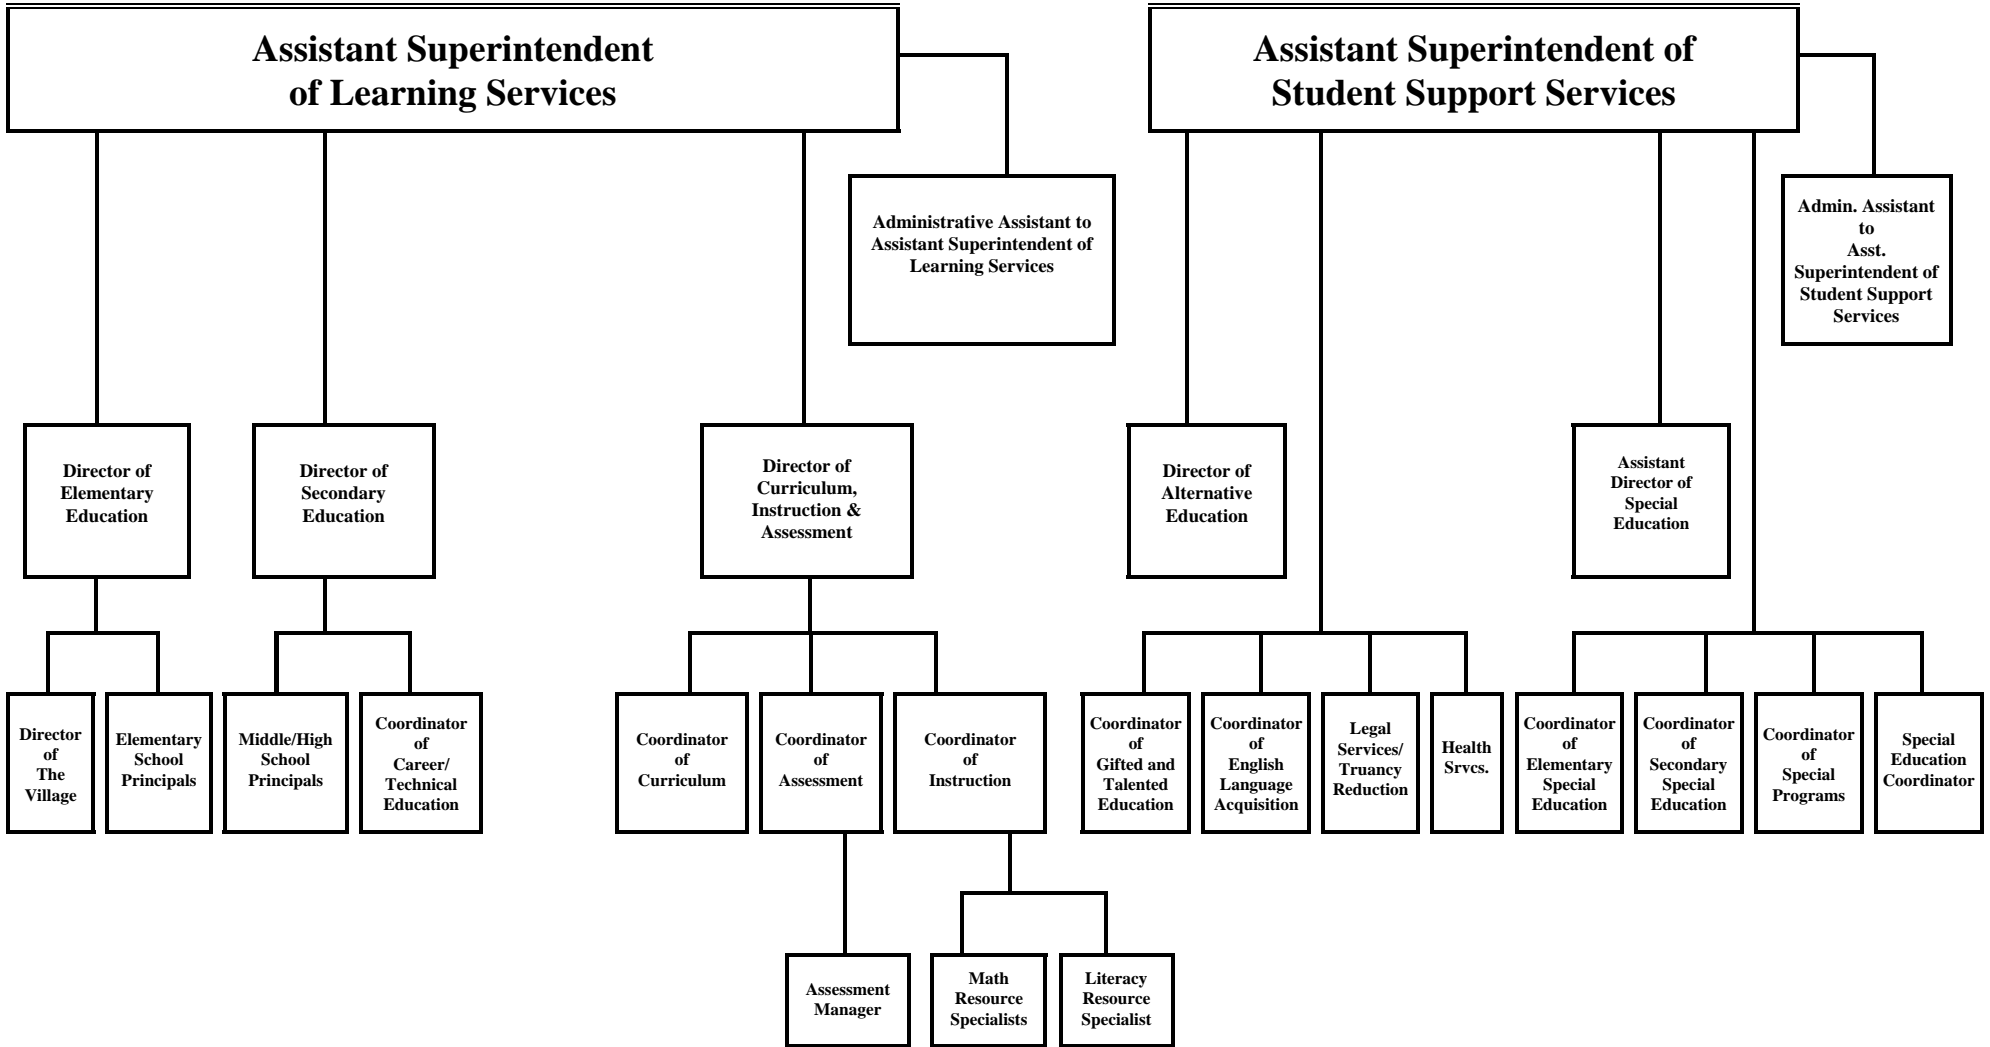 Assistant Superintendent
of Learning Services
Assistant Superintendent of
Student Support Services
Administrative Assistant to
Assistant Superintendent of
Learning Services
Admin. Assistant
to
Asst.
Superintendent of
Student Support
Services
Director of
Elementary
Education
Director of
Secondary
Education
Director of
Curriculum,
Instruction &
Assessment
Director of
Alternative
Education
Assistant
Director of
Special
Education
Director
of
The
Village
Elementary
School
Principals
Middle/High
School
Principals
Coordinator
of
Career/
Technical
Education
Coordinator
of
Curriculum
Coordinator
of
Assessment
Coordinator
of
Instruction
Coordinator
of
Gifted and
Talented
Education
Coordinator
of
English
Language
Acquisition
Legal
Services/
Truancy
Reduction
Health
Srvcs.
Coordinator
of
Elementary
Special
Education
Coordinator
of
Secondary
Special
Education
Coordinator
of
Special
Programs
Special
Education
Coordinator
Assessment
Manager
Math
Resource
Specialists
Literacy
Resource
Specialist